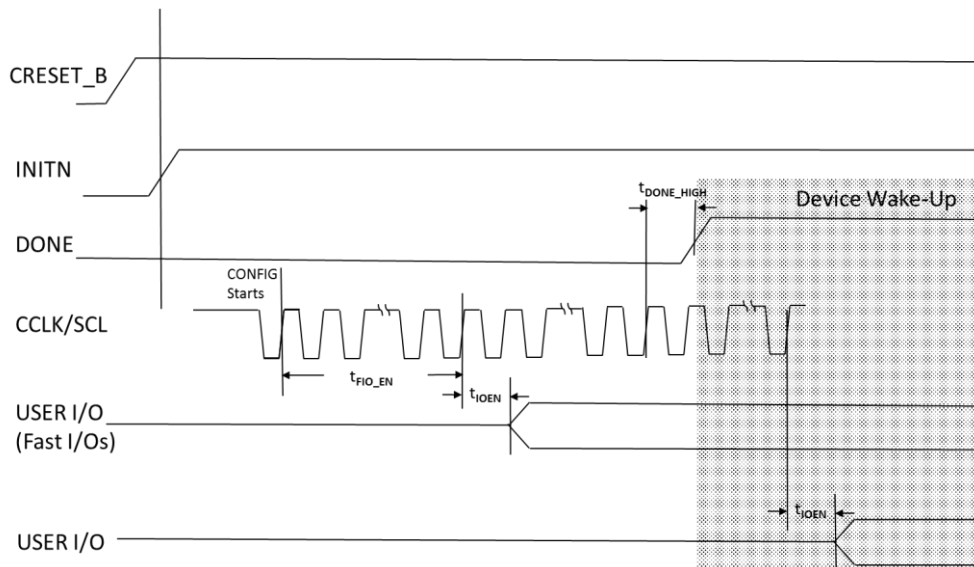 CRESET_B
INITN
tDONE_HIGH
Device Wake-Up
DONE
CONFIG
Starts
CCLK/SCL
tFIO_EN
tIOEN
USER I/O
(Fast I/Os)
tIOEN
USER I/O